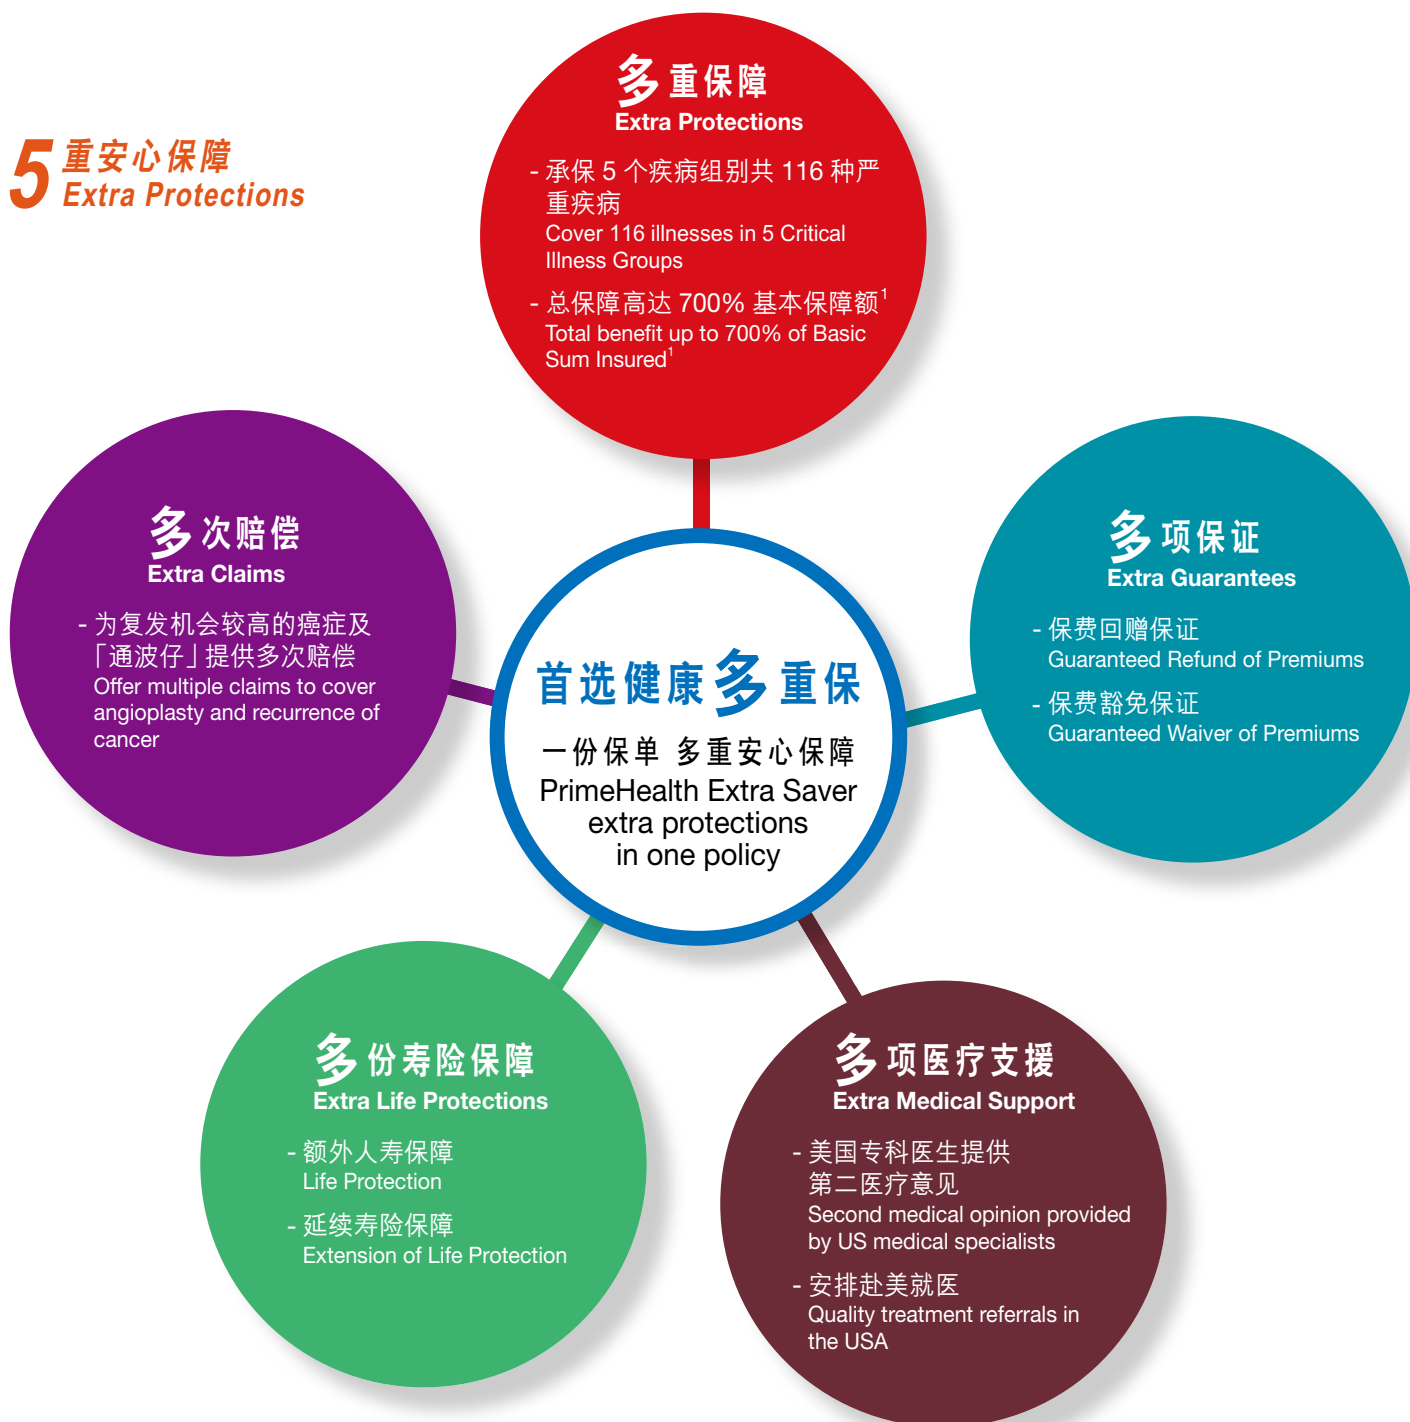 5 重安心保障
Extra Protections
多重保障
Extra Protections
- 承保 5 个疾病组别共 116 种严
重疾病
Cover 116 illnesses in 5 Critical
Illness Groups
- 总保障高达 700% 基本保障额1
Total benefit up to 700% of Basic
Sum Insured1
多次赔偿
Extra Claims
- 为复发机会较高的癌症及
「通波仔」提供多次赔偿
Offer multiple claims to cover
angioplasty and recurrence of
cancer
多项保证
Extra Guarantees
- 保费回赠保证
Guaranteed Refund of Premiums
- 保费豁免保证
Guaranteed Waiver of Premiums
首选健康多重保
一份保单 多重安心保障
PrimeHealth Extra Saver
extra protections
in one policy
多份寿险保障
Extra Life Protections
- 额外人寿保障
Life Protection
- 延续寿险保障
Extension of Life Protection
多项医疗支援
Extra Medical Support
- 美国专科医生提供
第二医疗意见
Second medical opinion provided
by US medical specialists
- 安排赴美就医
Quality treatment referrals in
the USA